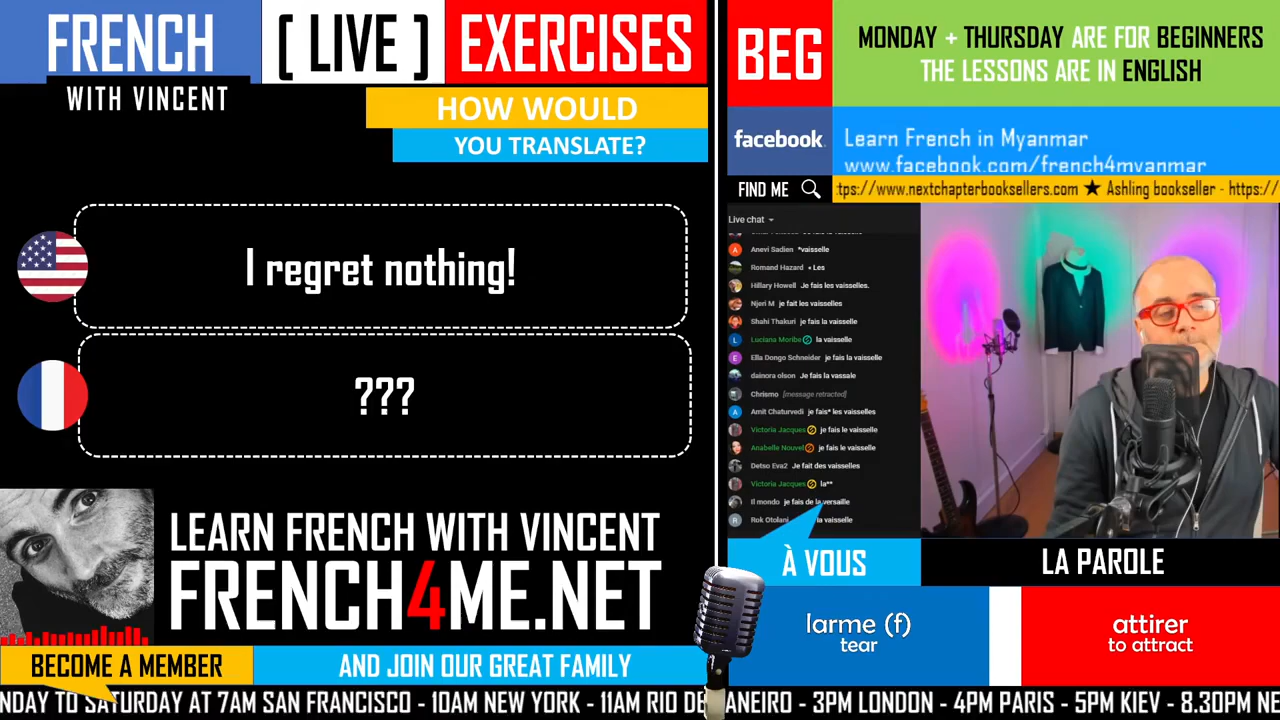 FRENCH
[ LIVE ]
EXERCISES
WITH VINCENT
HOW WOULD
YOU TRANSLATE?
I regret nothing!
???
LEARN FRENCH WITH VINCENT
FRENCH4ME.NET
BECOME A MEMBER
AND JOIN OUR GREAT FAMILY
BEG
MONDAY + THURSDAY ARE FOR BEGINNERS
THE LESSONS ARE IN ENGLISH
facebook
Learn French in Myanmar
www.facebook.com/french4myanmar
FIND ME
tps://www.nextchapterbooksellers.com ★ Ashling bookseller - https://
Live chat
Anevi Sadien *vaisselle
Romand Hazard « Les
Hillary Howell Je fais les vaisselles.
Njeri M je fait les vaisselles
Shahi Thakuri je fais la vaisselles
Luciana Moribe la vaisselle
Ella Dongo Schneider je fais la vaisselle
dainora olson Je fais la vassale
Chrismo [message retracted]
Amit Chaturvedi je fais* les vaisselles
Victoria Jacques je fais le vaisselle
Anabelle Nouvel je fais le vaisselle
Detso Eva2 Je fait des vaisselles
Victoria Jacques la**
Il mondo je fais de la versaille
Rok Otolani la vaisselle
À VOUS
LA PAROLE
larme (f)
tear
attirer
to attract
NDAY TO SATURDAY AT 7AM SAN FRANCISCO - 10AM NEW YORK - 11AM RIO DE JANEIRO - 3PM LONDON - 4PM PARIS - 5PM KIEV - 8.30PM NE